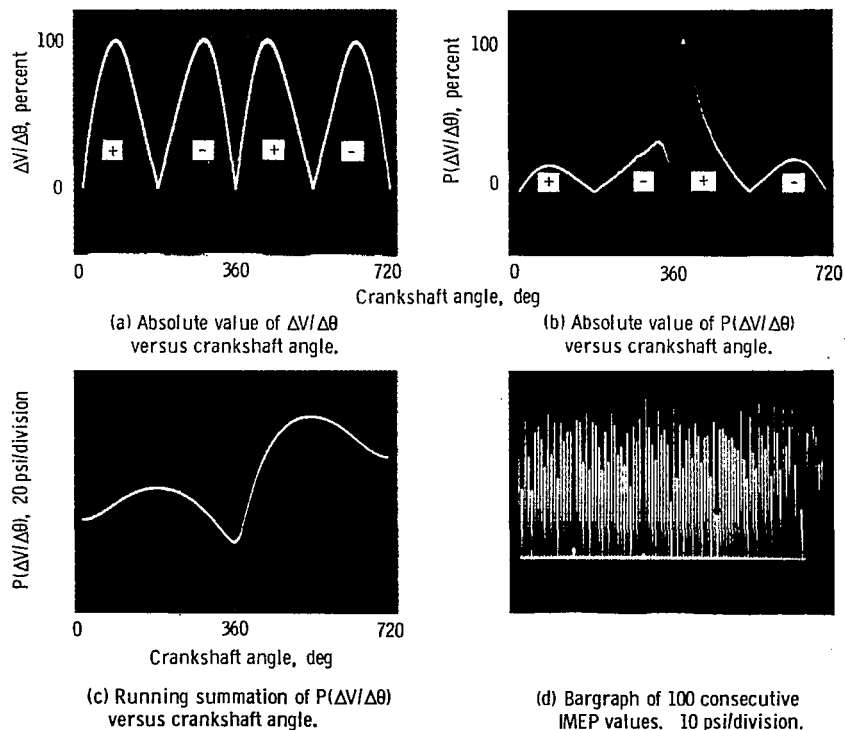 100
ΔV/Δθ, percent
0
+ - + -
0 360 720
100
P(ΔV/Δθ), percent
0
+ - + -
0 360 720
Crankshaft angle, deg
(a) Absolute value of ΔV/Δθ
versus crankshaft angle.
(b) Absolute value of P(ΔV/Δθ)
versus crankshaft angle.
P(ΔV/Δθ), 20 psi/division
0 360 720
Crankshaft angle, deg
(c) Running summation of P(ΔV/Δθ)
versus crankshaft angle.
(d) Bargraph of 100 consecutive
IMEP values. 10 psi/division.